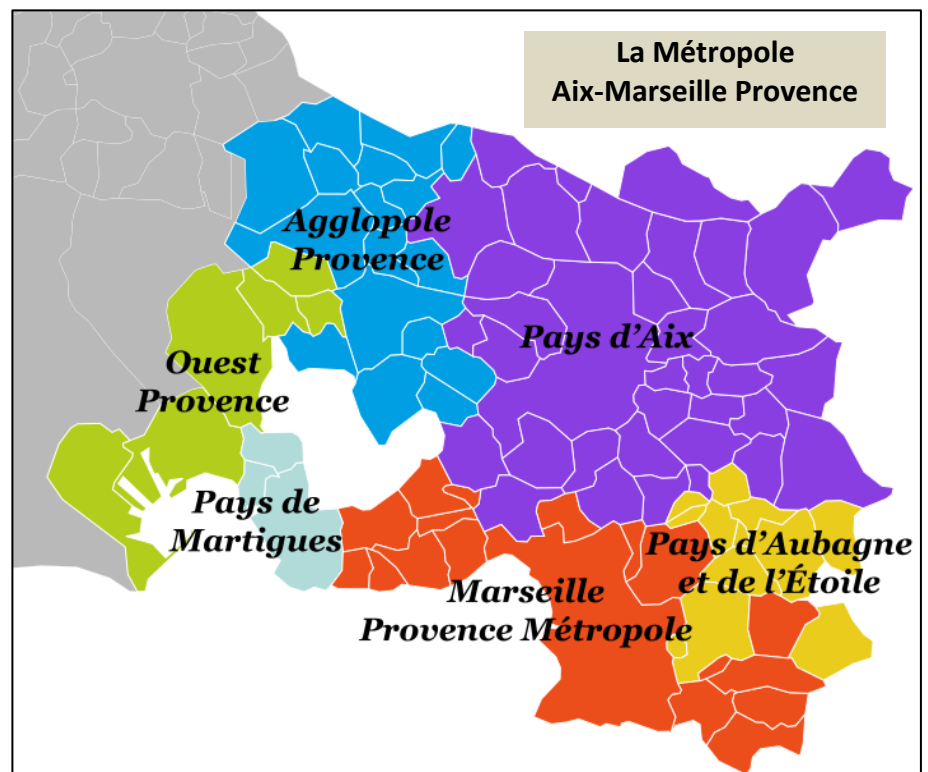 La Métropole
Aix-Marseille Provence
Agglopole
Provence
Pays d'Aix
Ouest
Provence
Pays de
Martigues
Pays d'Aubagne
et de l'Étoile
Marseille
Provence Métropole